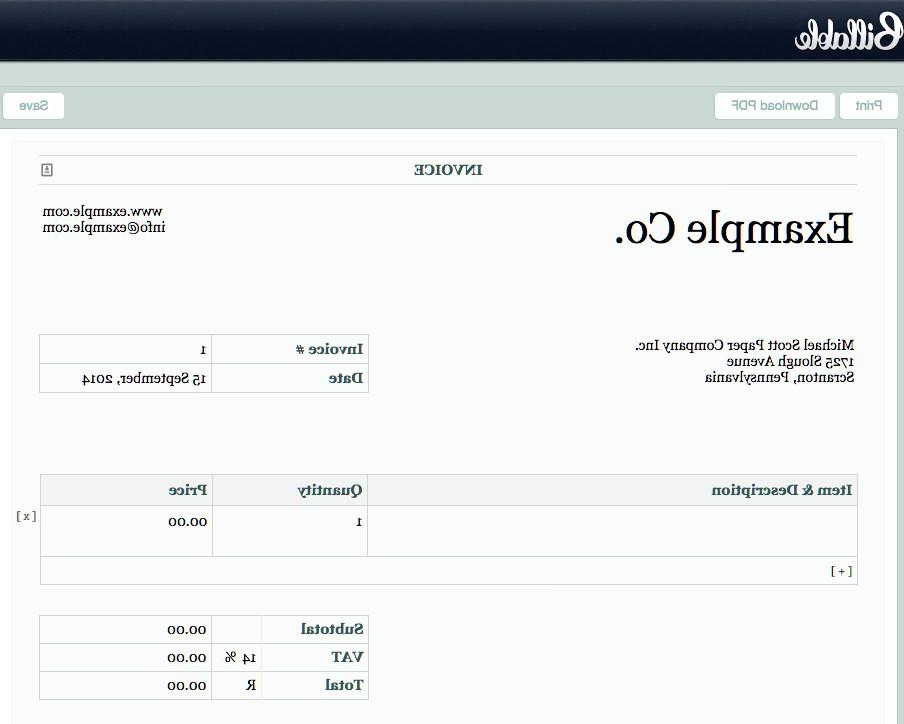 Billable
Print Download PDF Save
INVOICE
Example Co.
www.example.com
info@example.com
Michael Scott Paper Company Inc.
1725 Slough Avenue
Scranton, Pennsylvania
Invoice # 1
Date 15 September, 2014
Item & Description Quantity Price
1 00.00 [x]
[+]
Subtotal 00.00
VAT 14 % 00.00
Total R 00.00